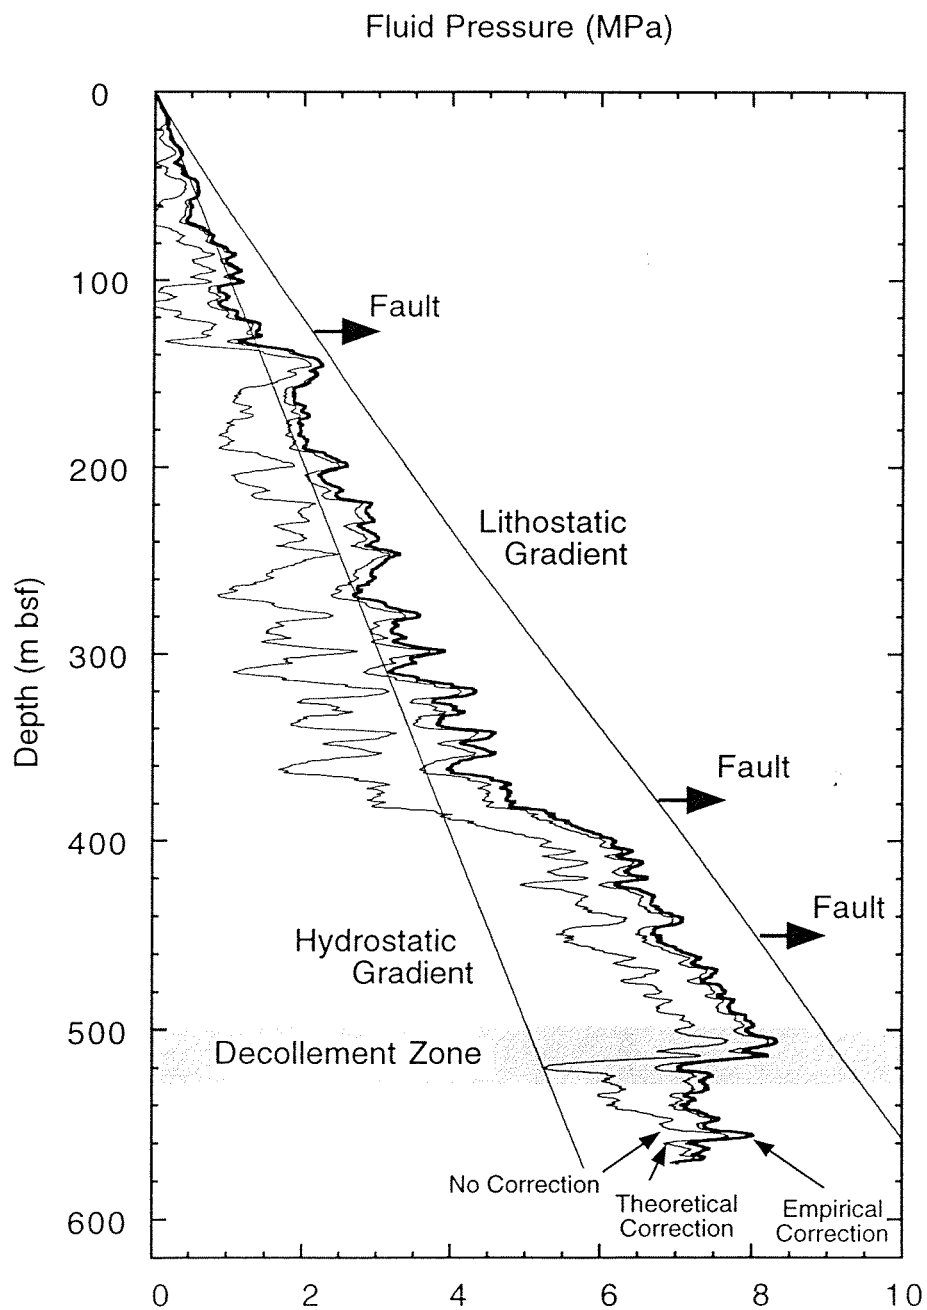 Fluid Pressure (MPa)
0
100
200
300
400
500
600
Depth (m bsf)
Fault
Lithostatic
Gradient
Fault
Fault
Hydrostatic
Gradient
Decollement Zone
No Correction
Theoretical
Correction
Empirical
Correction
0 2 4 6 8 10